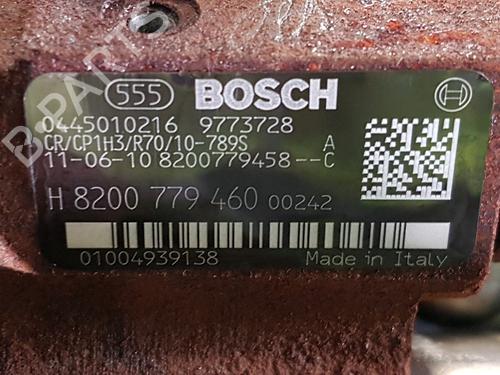 B-PARTS
555 BOSCH
0445010216 9773728
CR/CP1H3/R70/10-789S A
11-06-10 8200779458--C
H 8200 779 460 00242
01004939138 Made in Italy